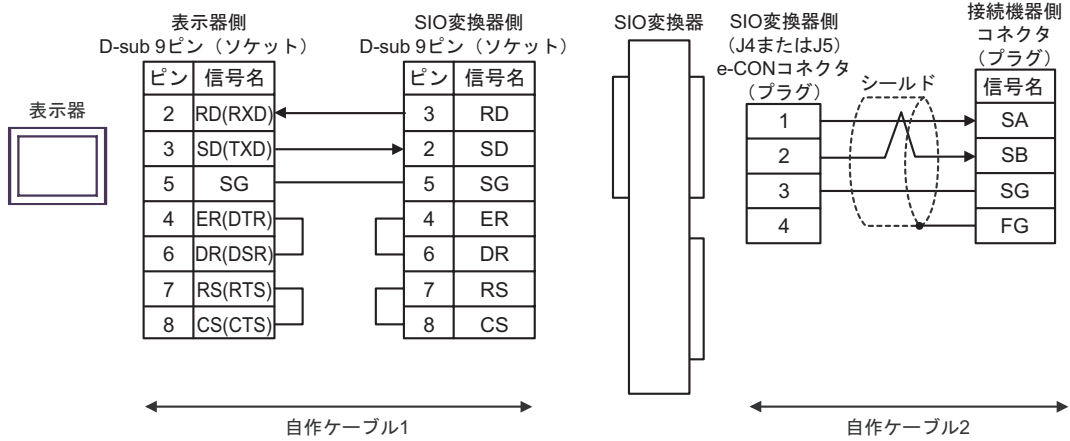 表示器
表示器側
D-sub 9ピン（ソケット）
ピン 信号名
2 RD(RXD)
3 SD(TXD)
5 SG
4 ER(DTR)
6 DR(DSR)
7 RS(RTS)
8 CS(CTS)
SIO変換器側
D-sub 9ピン（ソケット）
ピン 信号名
3 RD
2 SD
5 SG
4 ER
6 DR
7 RS
8 CS
自作ケーブル1
SIO変換器
SIO変換器側
（J4またはJ5）
e-CONコネクタ
（プラグ）
1
2
3
4
シールド
接続機器側
コネクタ
（プラグ）
信号名
SA
SB
SG
FG
自作ケーブル2